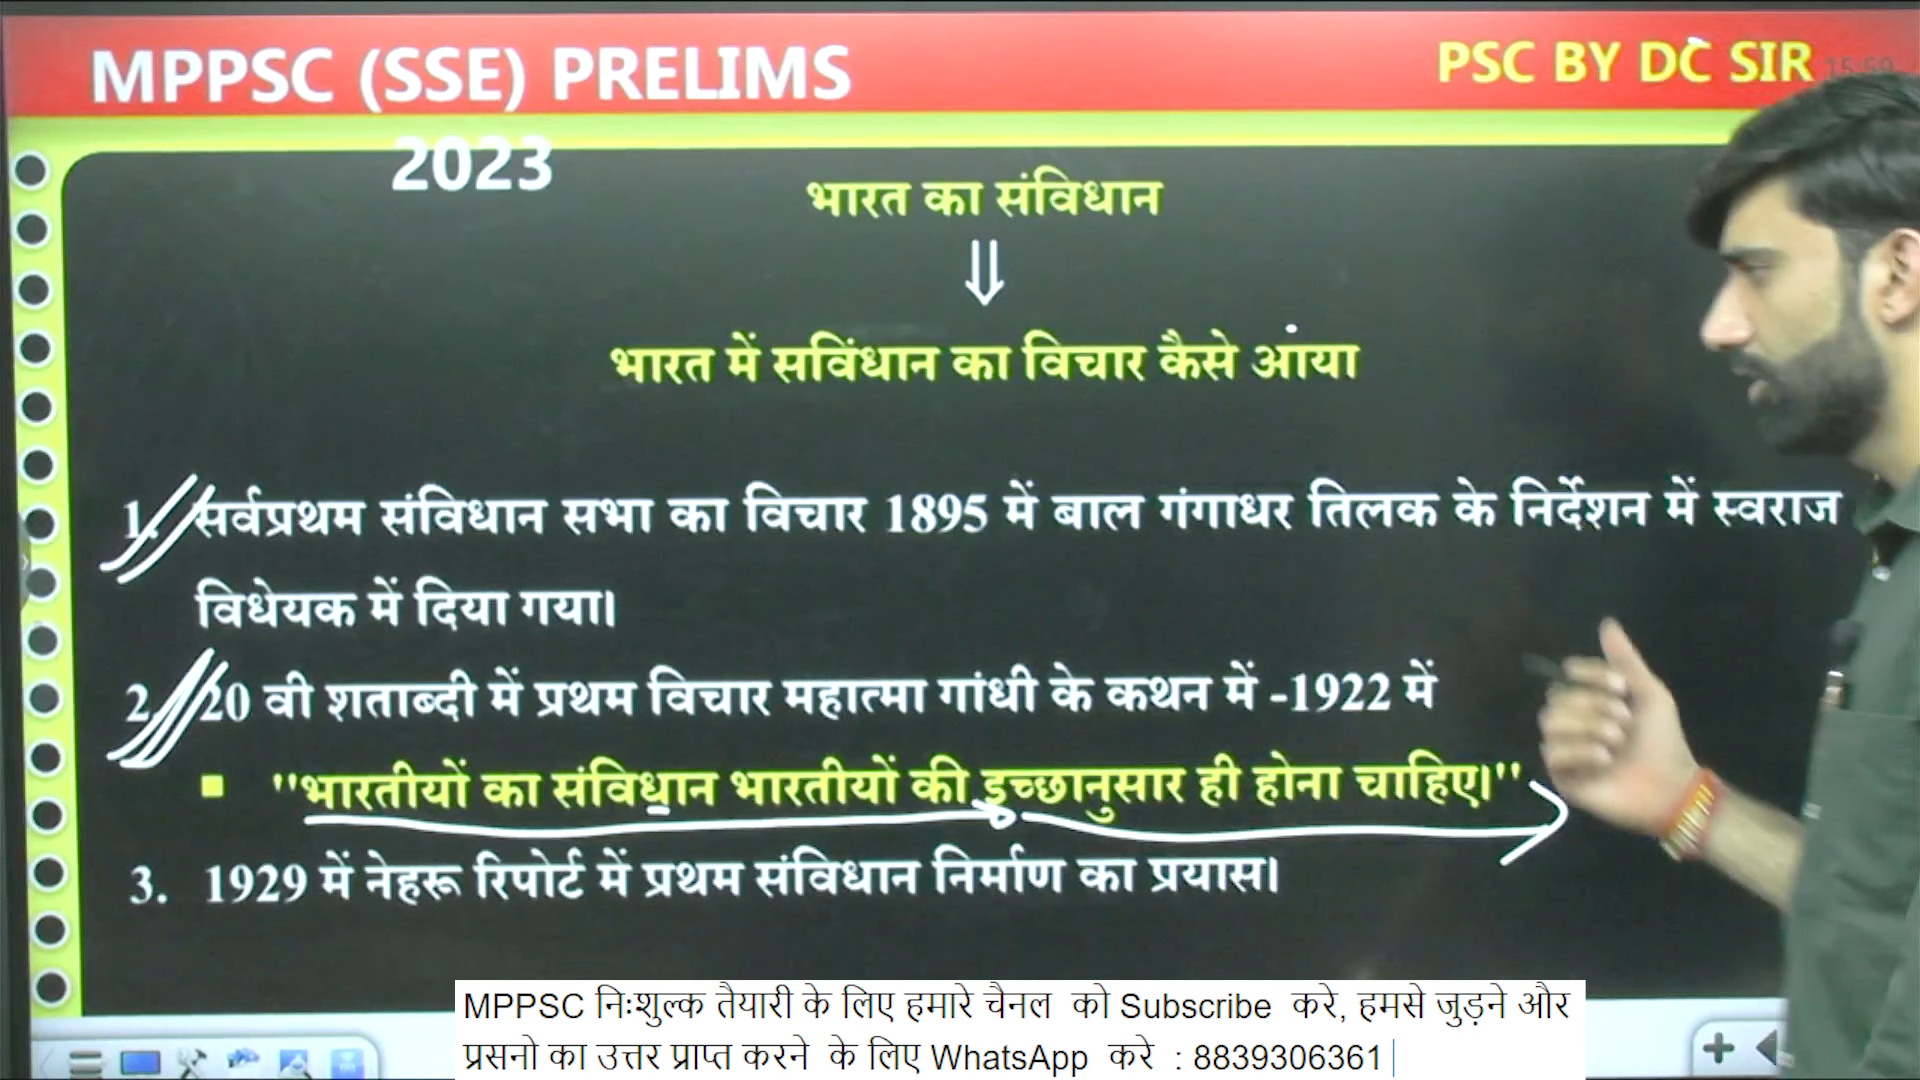 MPPSC (SSE) PRELIMS
2023
PSC BY DC SIR
15:59
भारत का संविधान
भारत में सविंधान का विचार कैसे आया
1. सर्वप्रथम संविधान सभा का विचार 1895 में बाल गंगाधर तिलक के निर्देशन में स्वराज
विधेयक में दिया गया।
2. 20 वी शताब्दी में प्रथम विचार महात्मा गांधी के कथन में -1922 में
▪ ''भारतीयों का संविधान भारतीयों की इच्छानुसार ही होना चाहिए।''
3. 1929 में नेहरू रिपोर्ट में प्रथम संविधान निर्माण का प्रयास।
MPPSC निःशुल्क तैयारी के लिए हमारे चैनल को Subscribe करे, हमसे जुड़ने और
प्रसनो का उत्तर प्राप्त करने के लिए WhatsApp करे : 8839306361